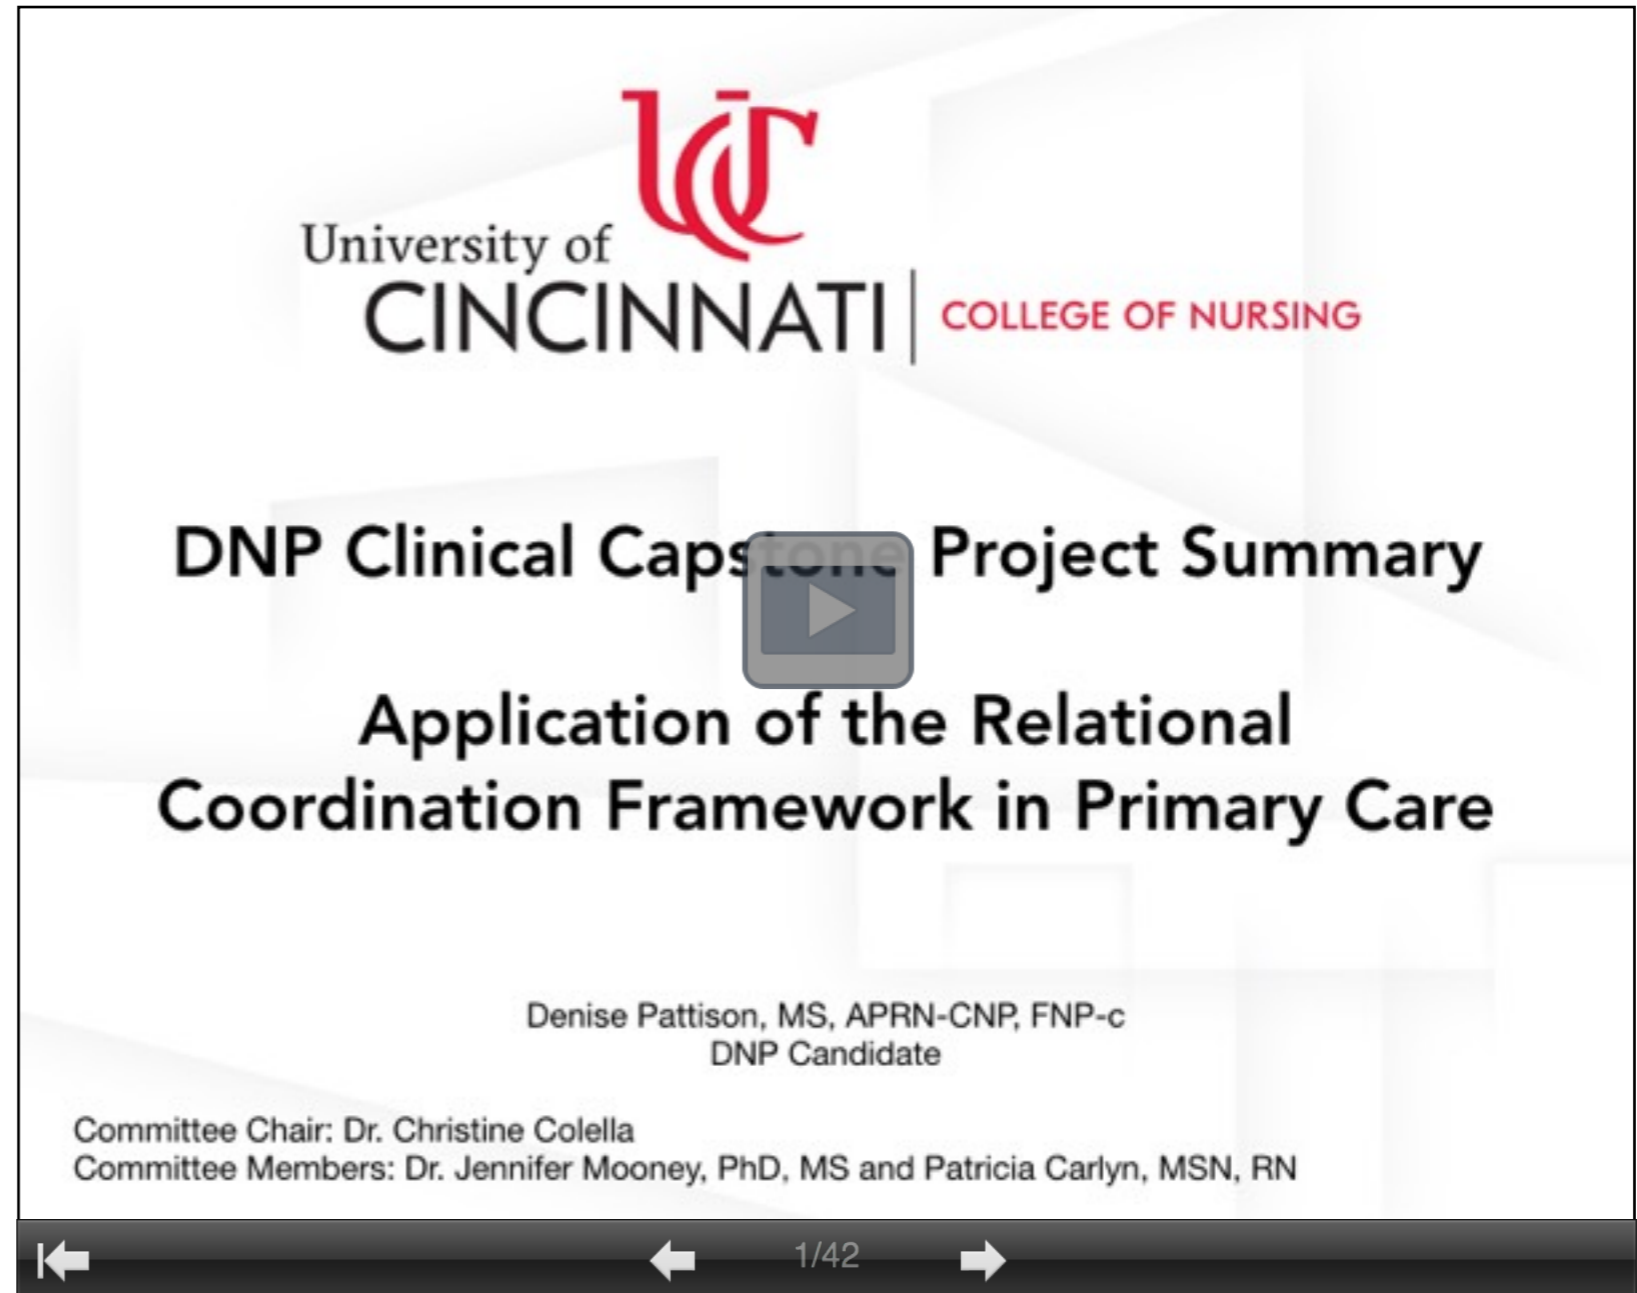 UC
University of
CINCINNATI
COLLEGE OF NURSING
DNP Clinical Capstone Project Summary
Application of the Relational
Coordination Framework in Primary Care
Denise Pattison, MS, APRN-CNP, FNP-c
DNP Candidate
Committee Chair: Dr. Christine Colella
Committee Members: Dr. Jennifer Mooney, PhD, MS and Patricia Carlyn, MSN, RN
1/42